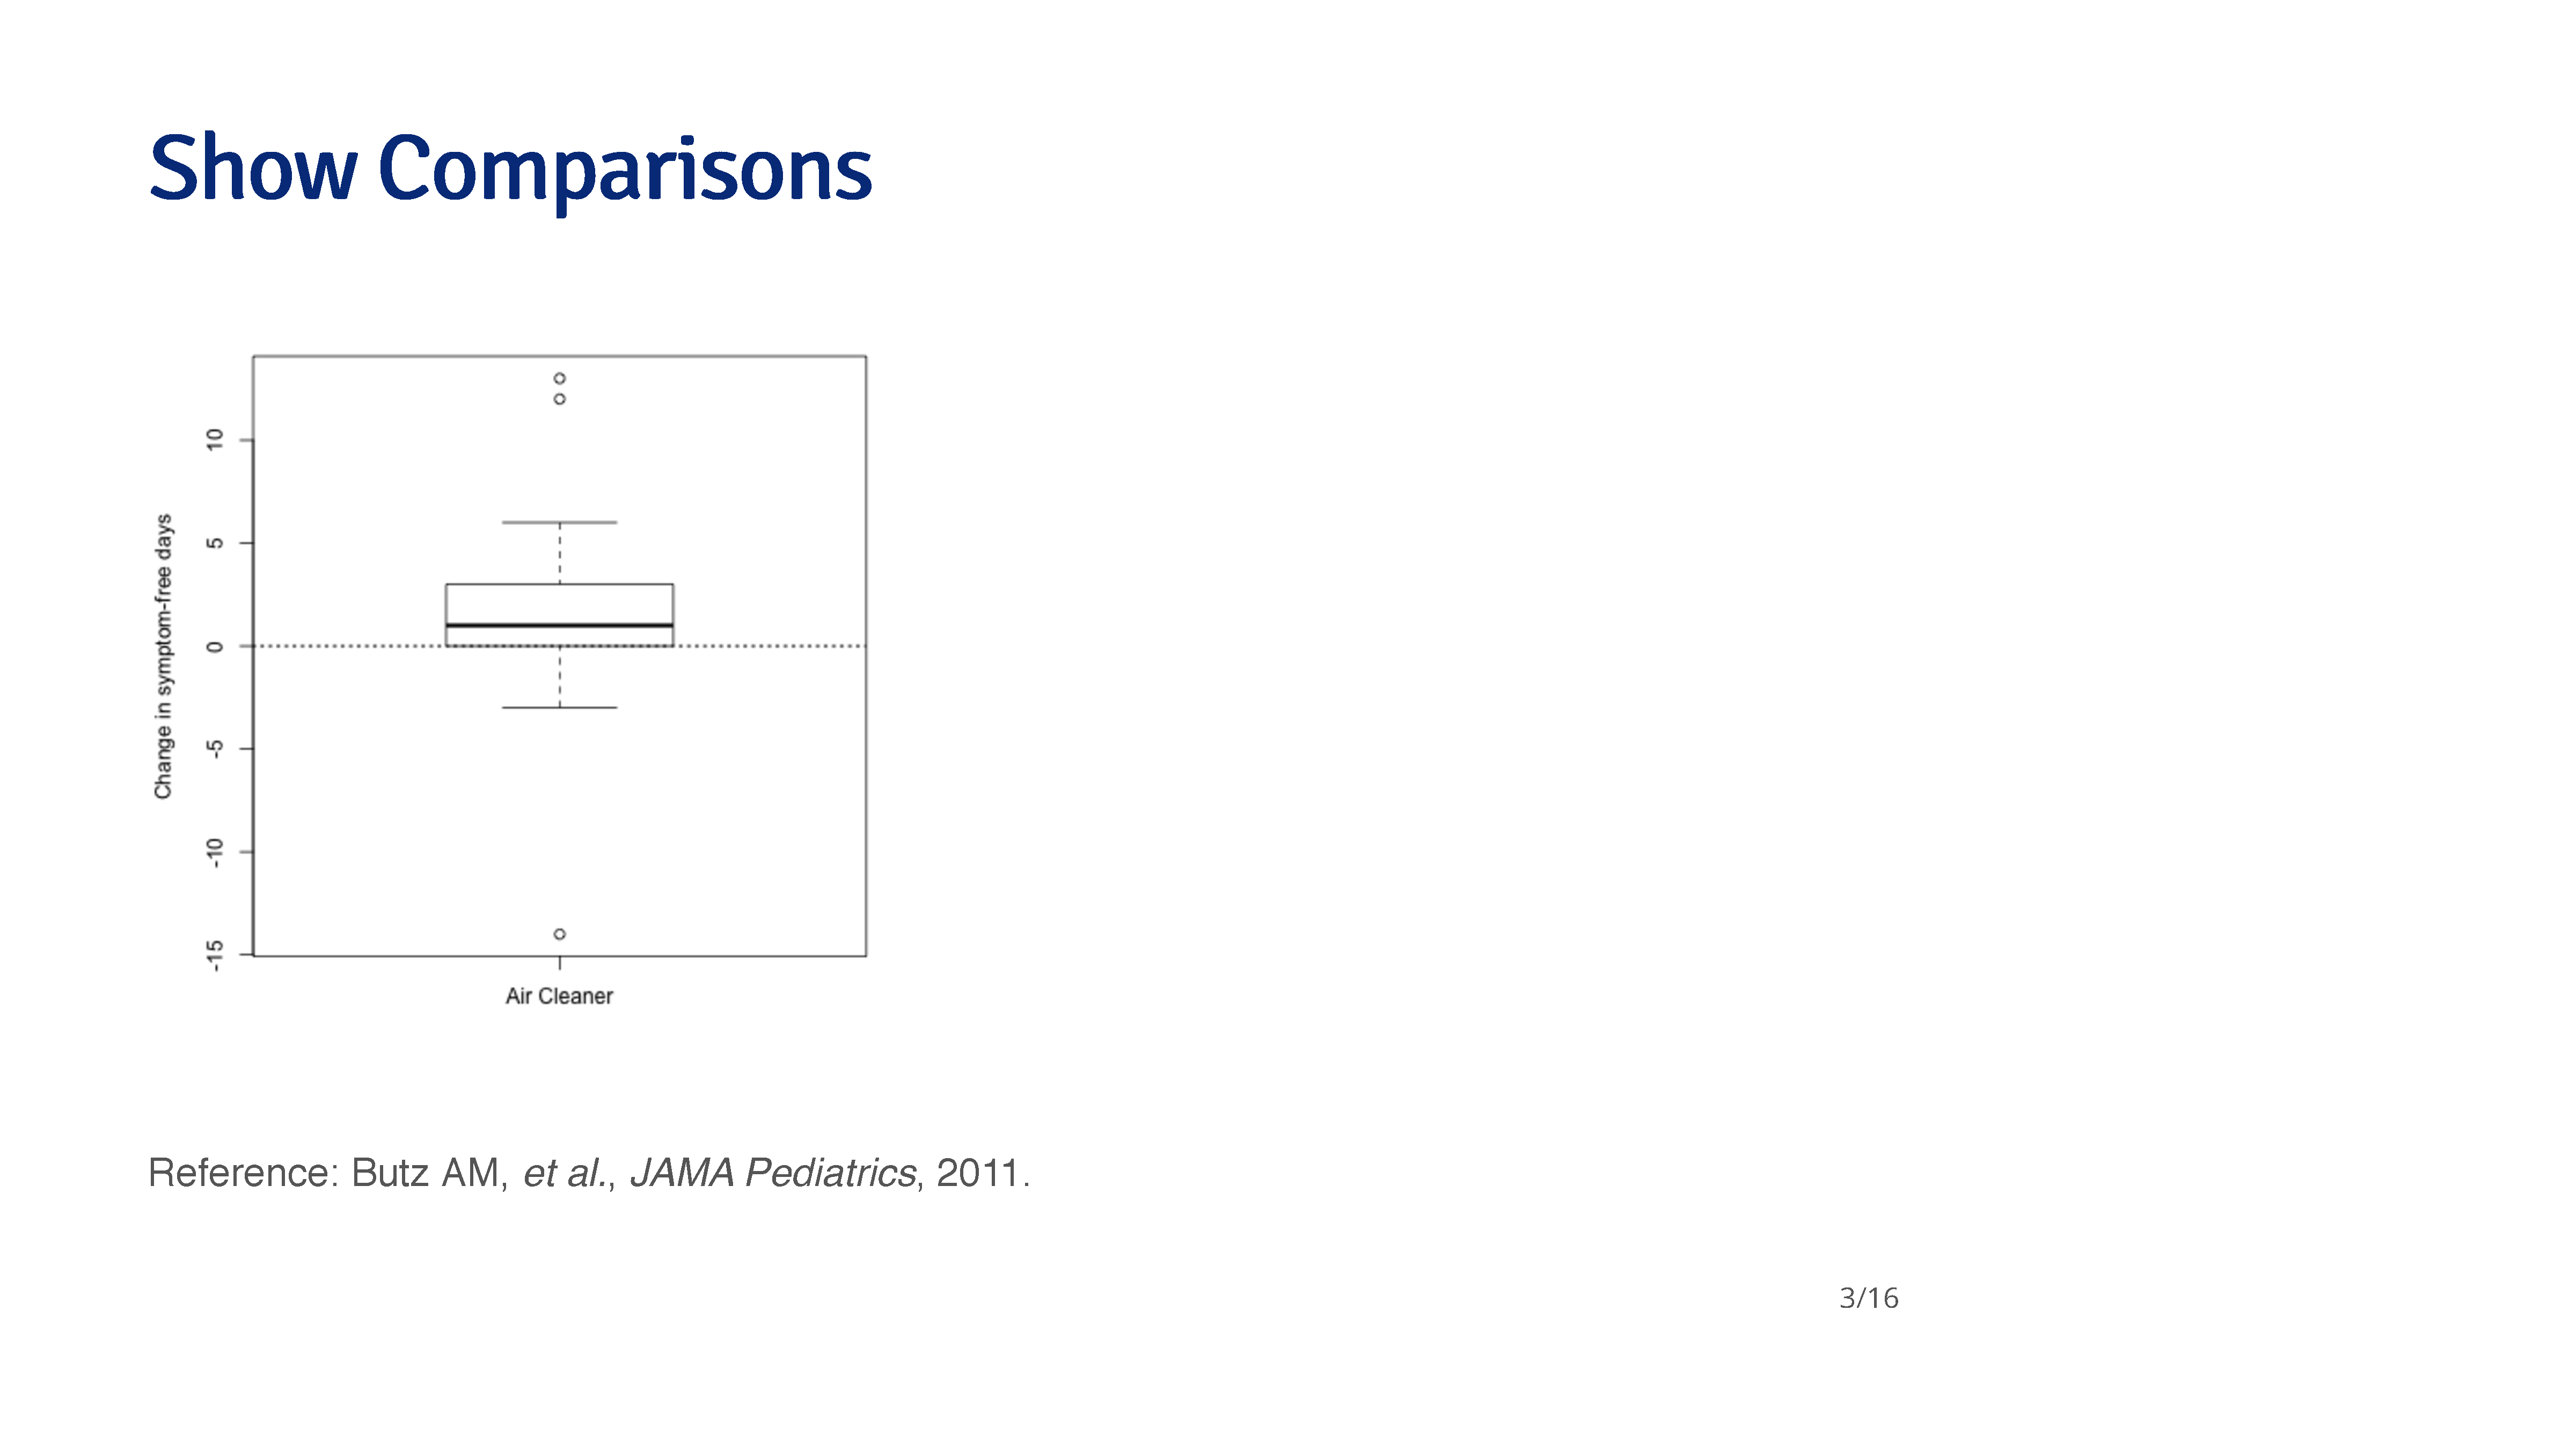 Show Comparisons
Change in symptom-free days
10
5
0
-5
-10
-15
Air Cleaner
Reference: Butz AM, et al., JAMA Pediatrics, 2011.
3/16